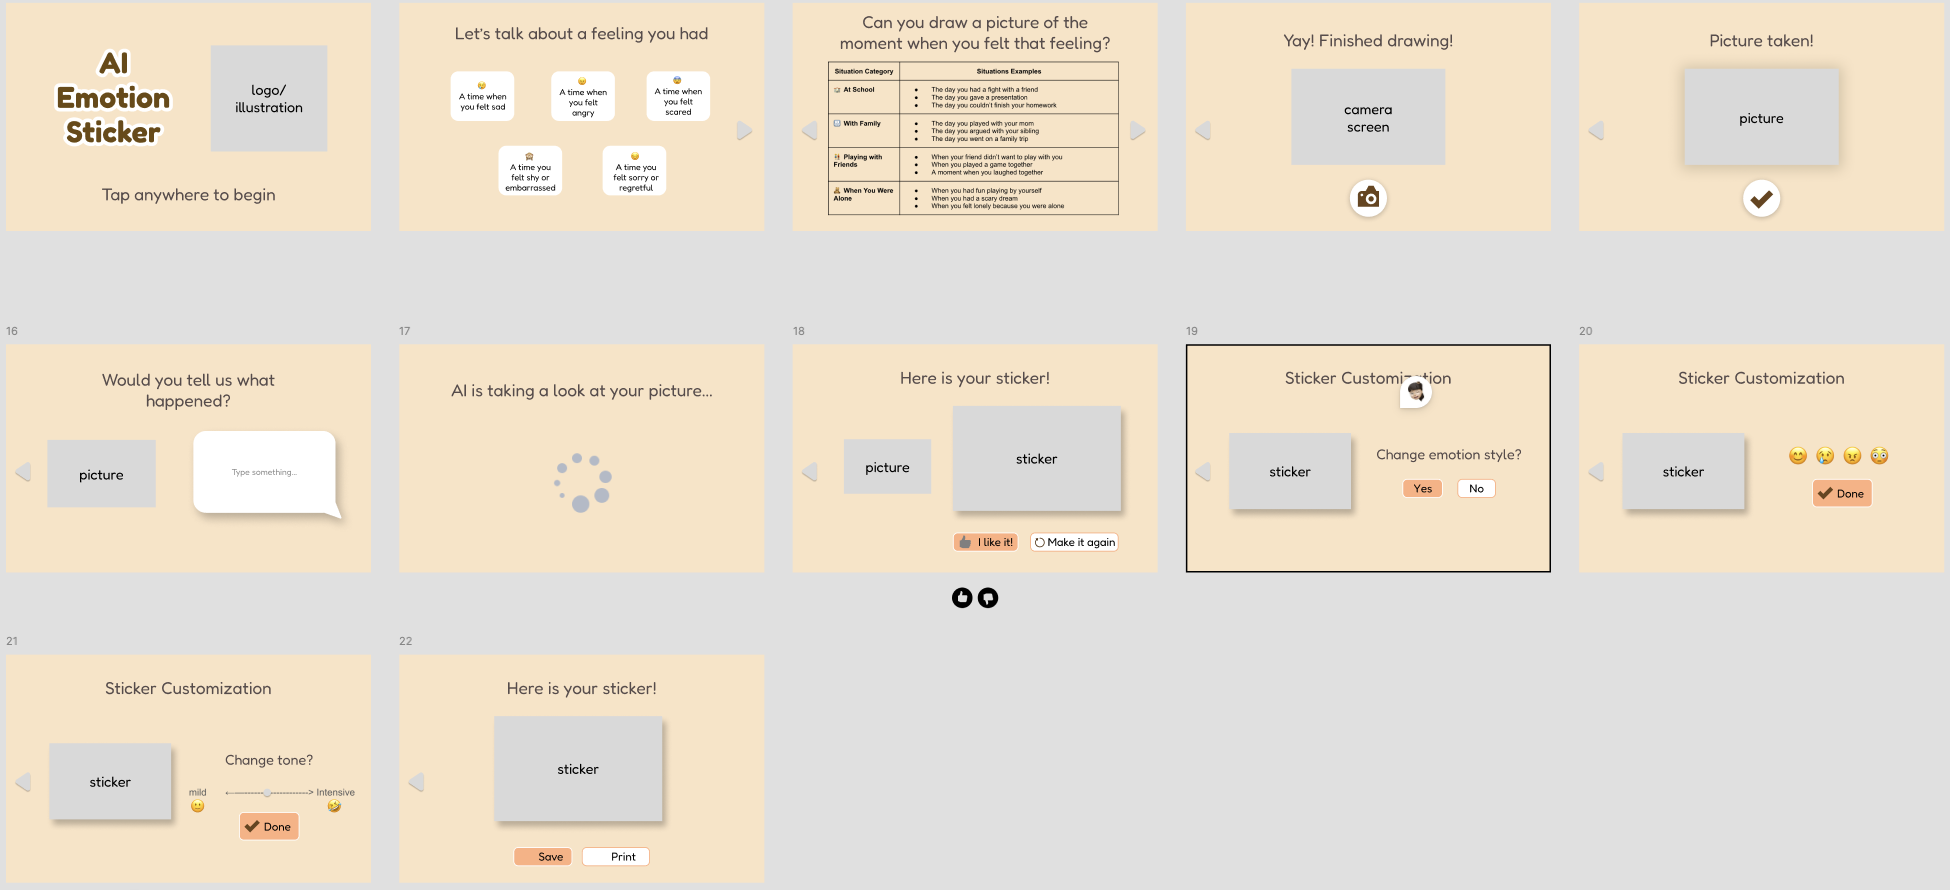 AI
Emotion
Sticker
logo/
illustration
Tap anywhere to begin
Let's talk about a feeling you had
A time when
you felt sad
A time when
you felt
angry
A time when
you felt
scared
A time you
felt shy or
embarrassed
A time you
felt sorry or
regretful
Can you draw a picture of the
moment when you felt that feeling?
Situation Category
Situations Examples
At School
The day you had a fight with a friend
The day you gave a presentation
The day you couldn't finish your homework
With Family
The day you played with your mom
The day you argued with your sibling
The day you went on a family trip
Playing with
Friends
When your friend didn't want to play with you
When you played a game together
A moment when you laughed together
When You Were
Alone
When you had fun playing by yourself
When you had a scary dream
When you felt lonely because you were alone
Yay! Finished drawing!
camera
screen
Picture taken!
picture
16
Would you tell us what
happened?
picture
Type something...
17
AI is taking a look at your picture...
18
Here is your sticker!
picture
sticker
I like it!
Make it again
19
Sticker Customization
sticker
Change emotion style?
Yes
No
20
Sticker Customization
sticker
Done
21
Sticker Customization
sticker
Change tone?
mild
<----------------------------> Intensive
Done
22
Here is your sticker!
sticker
Save
Print